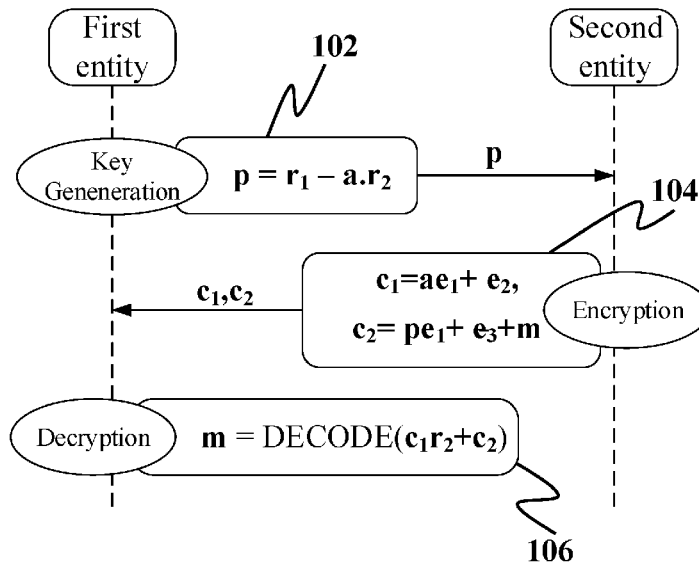 First
entity
Second
entity
102
Key
Geneneration
p = r₁ – a.r₂
p
104
c₁=ae₁+ e₂,
c₂= pe₁+ e₃+m
c₁,c₂
Encryption
Decryption
m = DECODE(c₁r₂+c₂)
106